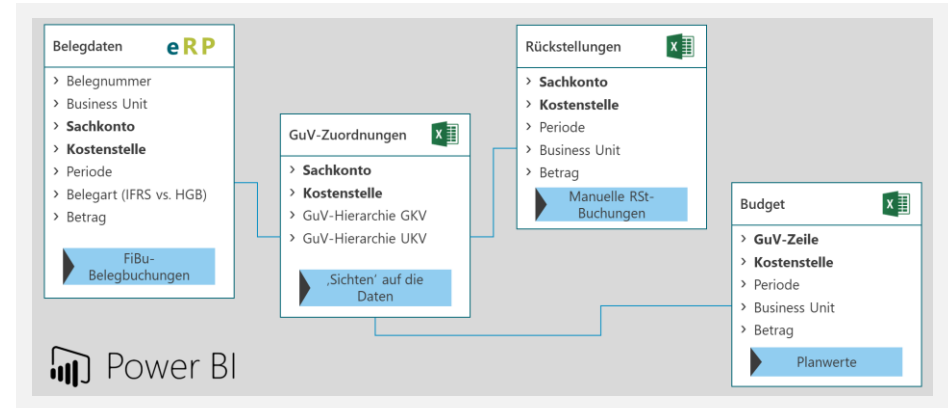 Belegdaten eRP
> Belegnummer
> Business Unit
> Sachkonto
> Kostenstelle
> Periode
> Belegart (IFRS vs. HGB)
> Betrag
FiBu-
Belegbuchungen
GuV-Zuordnungen
> Sachkonto
> Kostenstelle
> GuV-Hierarchie GKV
> GuV-Hierarchie UKV
‚Sichten‘ auf die
Daten
Rückstellungen
> Sachkonto
> Kostenstelle
> Periode
> Business Unit
> Betrag
Manuelle RSt-
Buchungen
Budget
> GuV-Zeile
> Kostenstelle
> Periode
> Business Unit
> Betrag
Planwerte
Power BI